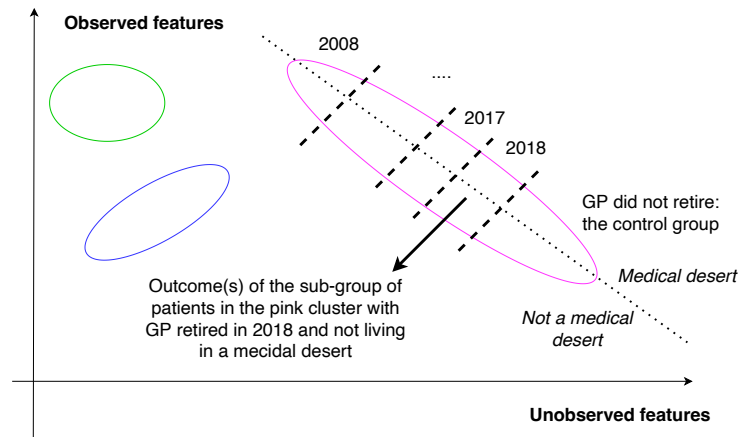 Observed features
2008
....
2017
2018
GP did not retire:
the control group
Medical desert
Not a medical
desert
Outcome(s) of the sub-group of
patients in the pink cluster with
GP retired in 2018 and not living
in a mecidal desert
Unobserved features